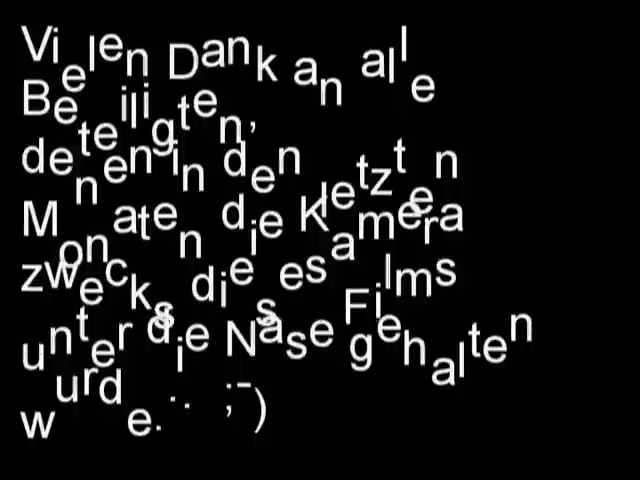 Vielen Dank an alle
Beteiligten,
denen in den letzten
Monaten die Kamera
zwecks dieses Films
unter die Nase gehalten
wurde... ;-)